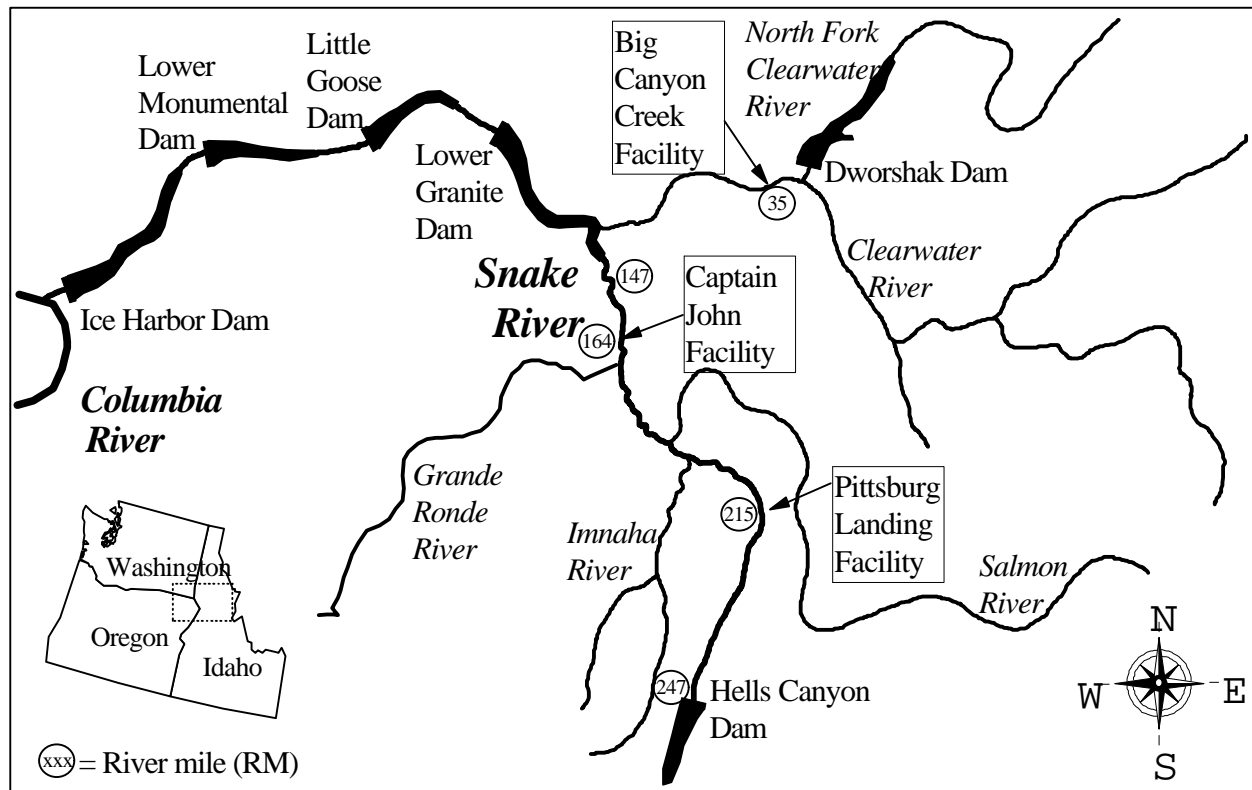 Lower
Monumental
Dam
Little
Goose
Dam
Lower
Granite
Dam
Big
Canyon
Creek
Facility
North Fork
Clearwater
River
Dworshak Dam
35
Clearwater
River
Snake
River
147
Captain
John
Facility
164
Ice Harbor Dam
Columbia
River
Grande
Ronde
River
Imnaha
River
215
Pittsburg
Landing
Facility
Salmon
River
247
Hells Canyon
Dam
Washington
Oregon
Idaho
xxx = River mile (RM)
N
W
E
S